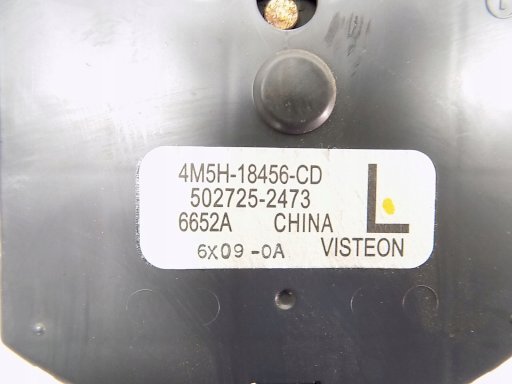 4M5H-18456-CD
502725-2473
6652A CHINA L
6X09-0A VISTEON